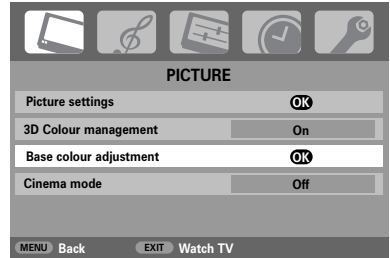 PICTURE
Picture settings OK
3D Colour management On
Base colour adjustment OK
Cinema mode Off
MENU Back EXIT Watch TV